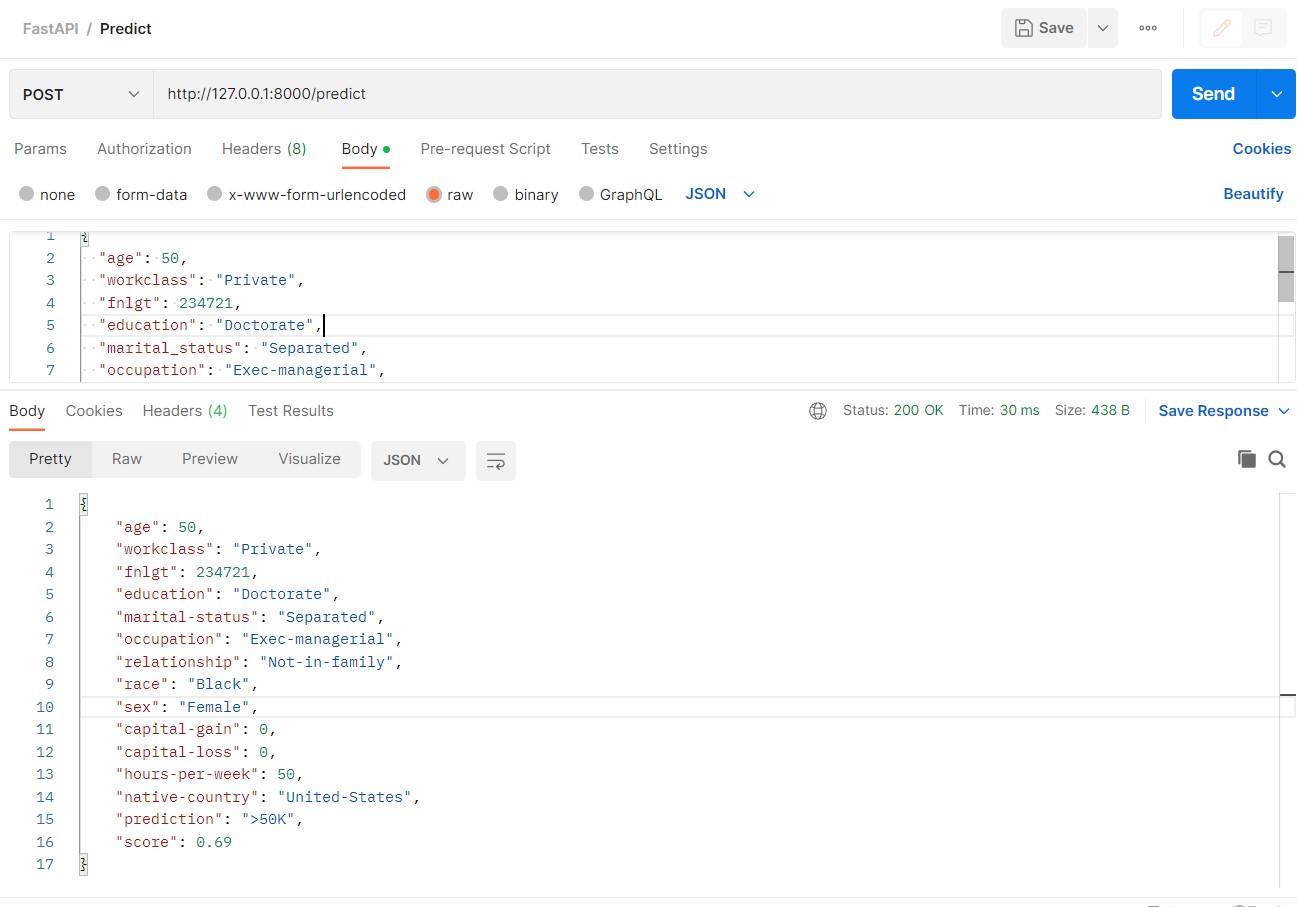 FastAPI / Predict
Save
POST
http://127.0.0.1:8000/predict
Send
Params Authorization Headers (8) Body Pre-request Script Tests Settings Cookies
none form-data x-www-form-urlencoded raw binary GraphQL JSON Beautify
1 {
2 "age": 50,
3 "workclass": "Private",
4 "fnlgt": 234721,
5 "education": "Doctorate",
6 "marital_status": "Separated",
7 "occupation": "Exec-managerial",
Body Cookies Headers (4) Test Results Status: 200 OK Time: 30 ms Size: 438 B Save Response
Pretty Raw Preview Visualize JSON
1 {
2 "age": 50,
3 "workclass": "Private",
4 "fnlgt": 234721,
5 "education": "Doctorate",
6 "marital-status": "Separated",
7 "occupation": "Exec-managerial",
8 "relationship": "Not-in-family",
9 "race": "Black",
10 "sex": "Female",
11 "capital-gain": 0,
12 "capital-loss": 0,
13 "hours-per-week": 50,
14 "native-country": "United-States",
15 "prediction": ">50K",
16 "score": 0.69
17 }